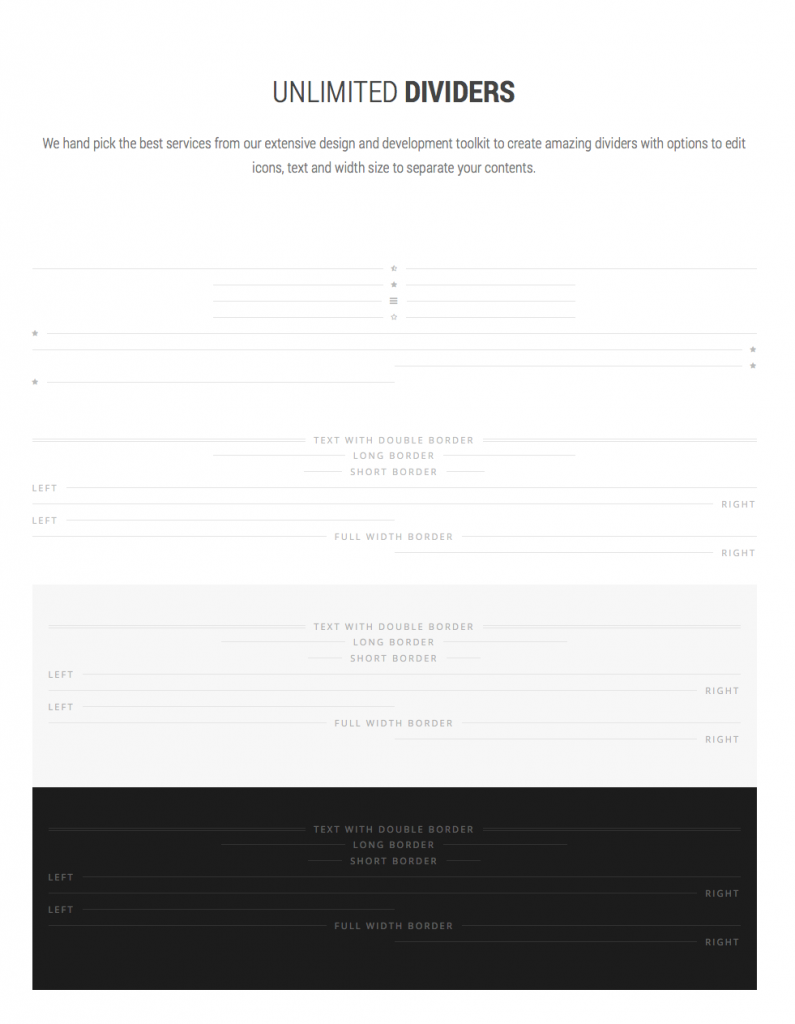 UNLIMITED DIVIDERS
We hand pick the best services from our extensive design and development toolkit to create amazing dividers with options to edit
icons, text and width size to separate your contents.
TEXT WITH DOUBLE BORDER
LONG BORDER
SHORT BORDER
LEFT
RIGHT
LEFT
FULL WIDTH BORDER
RIGHT
TEXT WITH DOUBLE BORDER
LONG BORDER
SHORT BORDER
LEFT
RIGHT
LEFT
FULL WIDTH BORDER
RIGHT
TEXT WITH DOUBLE BORDER
LONG BORDER
SHORT BORDER
LEFT
RIGHT
LEFT
FULL WIDTH BORDER
RIGHT